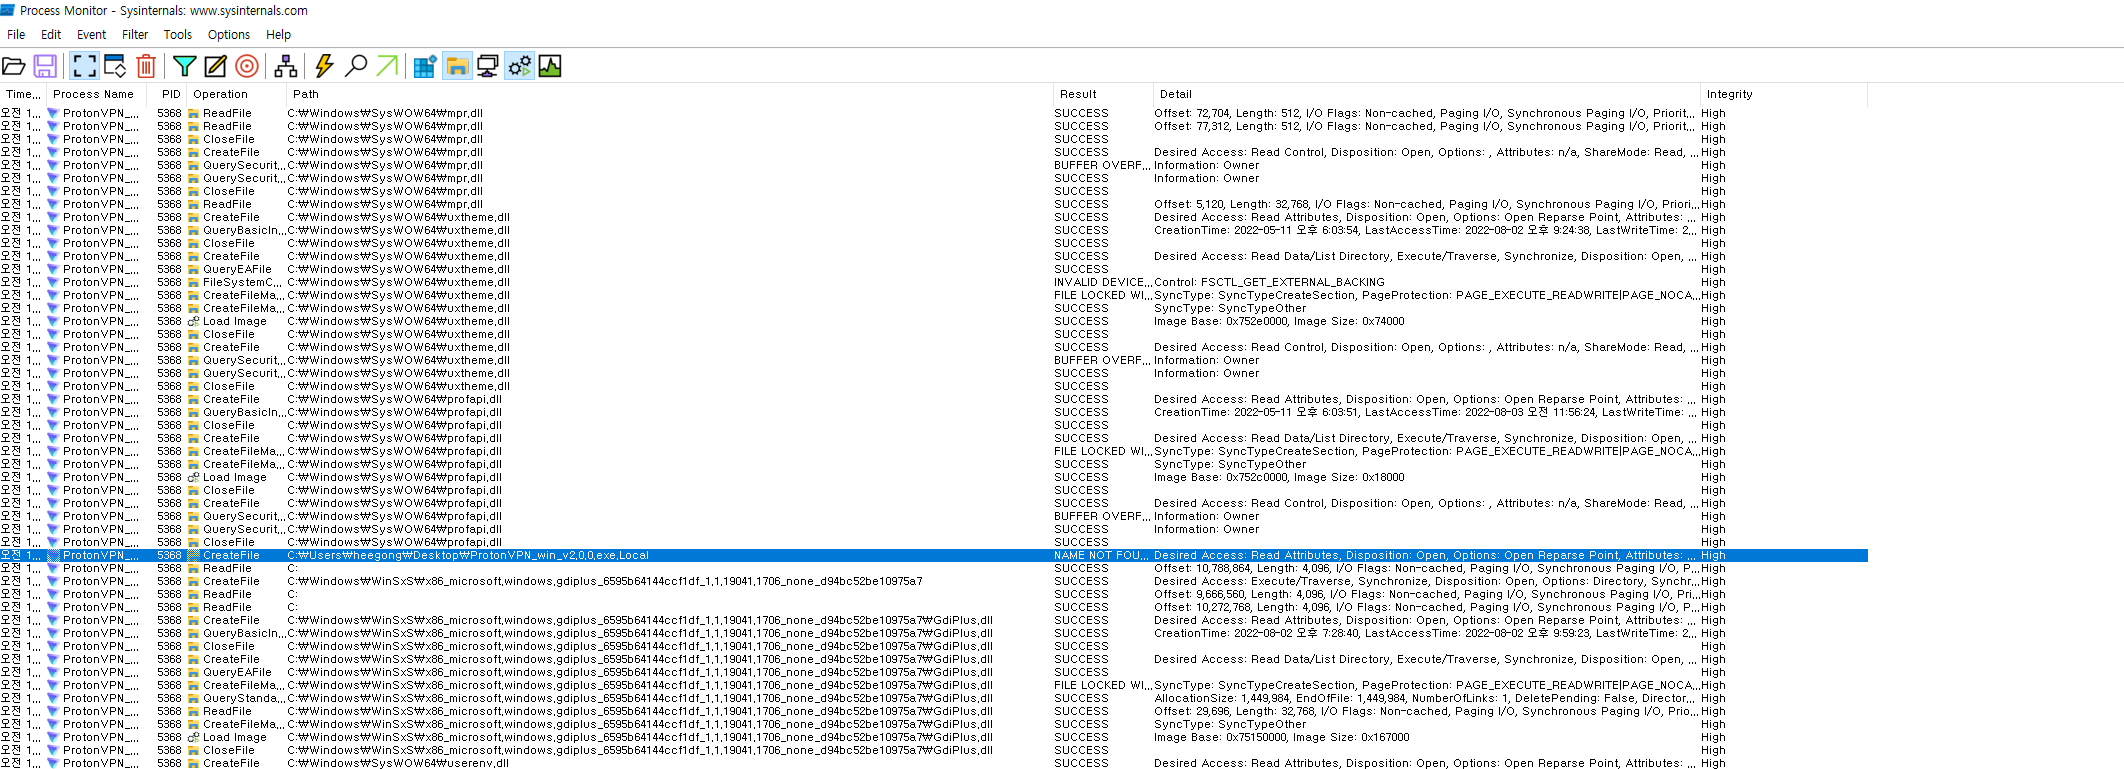 Process Monitor - Sysinternals: www.sysinternals.com
File Edit Event Filter Tools Options Help
Time... Process Name PID Operation Path Result Detail Integrity
오전 1... ProtonVPN_... 5368 ReadFile C:₩Windows₩SysWOW64₩mpr.dll SUCCESS Offset: 72,704, Length: 512, I/O Flags: Non-cached, Paging I/O, Synchronous Paging I/O, Priorit... High
오전 1... ProtonVPN_... 5368 ReadFile C:₩Windows₩SysWOW64₩mpr.dll SUCCESS Offset: 77,312, Length: 512, I/O Flags: Non-cached, Paging I/O, Synchronous Paging I/O, Priorit... High
오전 1... ProtonVPN_... 5368 CloseFile C:₩Windows₩SysWOW64₩mpr.dll SUCCESS High
오전 1... ProtonVPN_... 5368 CreateFile C:₩Windows₩SysWOW64₩mpr.dll SUCCESS Desired Access: Read Control, Disposition: Open, Options: , Attributes: n/a, ShareMode: Read, ... High
오전 1... ProtonVPN_... 5368 QuerySecurit... C:₩Windows₩SysWOW64₩mpr.dll BUFFER OVERF... Information: Owner High
오전 1... ProtonVPN_... 5368 QuerySecurit... C:₩Windows₩SysWOW64₩mpr.dll SUCCESS Information: Owner High
오전 1... ProtonVPN_... 5368 CloseFile C:₩Windows₩SysWOW64₩mpr.dll SUCCESS High
오전 1... ProtonVPN_... 5368 ReadFile C:₩Windows₩SysWOW64₩mpr.dll SUCCESS Offset: 5,120, Length: 32,768, I/O Flags: Non-cached, Paging I/O, Synchronous Paging I/O, Priori... High
오전 1... ProtonVPN_... 5368 CreateFile C:₩Windows₩SysWOW64₩uxtheme.dll SUCCESS Desired Access: Read Attributes, Disposition: Open, Options: Open Reparse Point, Attributes: ... High
오전 1... ProtonVPN_... 5368 QueryBasicIn... C:₩Windows₩SysWOW64₩uxtheme.dll SUCCESS CreationTime: 2022-05-11 오후 6:03:54, LastAccessTime: 2022-08-02 오후 9:24:38, LastWriteTime: 2... High
오전 1... ProtonVPN_... 5368 CloseFile C:₩Windows₩SysWOW64₩uxtheme.dll SUCCESS High
오전 1... ProtonVPN_... 5368 CreateFile C:₩Windows₩SysWOW64₩uxtheme.dll SUCCESS Desired Access: Read Data/List Directory, Execute/Traverse, Synchronize, Disposition: Open, ... High
오전 1... ProtonVPN_... 5368 QueryEAFile C:₩Windows₩SysWOW64₩uxtheme.dll SUCCESS High
오전 1... ProtonVPN_... 5368 FileSystemC... C:₩Windows₩SysWOW64₩uxtheme.dll INVALID DEVICE... Control: FSCTL_GET_EXTERNAL_BACKING High
오전 1... ProtonVPN_... 5368 CreateFileMa... C:₩Windows₩SysWOW64₩uxtheme.dll FILE LOCKED WI... SyncType: SyncTypeCreateSection, PageProtection: PAGE_EXECUTE_READWRITE|PAGE_NOCA... High
오전 1... ProtonVPN_... 5368 CreateFileMa... C:₩Windows₩SysWOW64₩uxtheme.dll SUCCESS SyncType: SyncTypeOther High
오전 1... ProtonVPN_... 5368 Load Image C:₩Windows₩SysWOW64₩uxtheme.dll SUCCESS Image Base: 0x752e0000, Image Size: 0x74000 High
오전 1... ProtonVPN_... 5368 CloseFile C:₩Windows₩SysWOW64₩uxtheme.dll SUCCESS High
오전 1... ProtonVPN_... 5368 CreateFile C:₩Windows₩SysWOW64₩uxtheme.dll SUCCESS Desired Access: Read Control, Disposition: Open, Options: , Attributes: n/a, ShareMode: Read, ... High
오전 1... ProtonVPN_... 5368 QuerySecurit... C:₩Windows₩SysWOW64₩uxtheme.dll BUFFER OVERF... Information: Owner High
오전 1... ProtonVPN_... 5368 QuerySecurit... C:₩Windows₩SysWOW64₩uxtheme.dll SUCCESS Information: Owner High
오전 1... ProtonVPN_... 5368 CloseFile C:₩Windows₩SysWOW64₩uxtheme.dll SUCCESS High
오전 1... ProtonVPN_... 5368 CreateFile C:₩Windows₩SysWOW64₩profapi.dll SUCCESS Desired Access: Read Attributes, Disposition: Open, Options: Open Reparse Point, Attributes: ... High
오전 1... ProtonVPN_... 5368 QueryBasicIn... C:₩Windows₩SysWOW64₩profapi.dll SUCCESS CreationTime: 2022-05-11 오후 6:03:51, LastAccessTime: 2022-08-03 오전 11:56:24, LastWriteTime: ... High
오전 1... ProtonVPN_... 5368 CloseFile C:₩Windows₩SysWOW64₩profapi.dll SUCCESS High
오전 1... ProtonVPN_... 5368 CreateFile C:₩Windows₩SysWOW64₩profapi.dll SUCCESS Desired Access: Read Data/List Directory, Execute/Traverse, Synchronize, Disposition: Open, ... High
오전 1... ProtonVPN_... 5368 CreateFileMa... C:₩Windows₩SysWOW64₩profapi.dll FILE LOCKED WI... SyncType: SyncTypeCreateSection, PageProtection: PAGE_EXECUTE_READWRITE|PAGE_NOCA... High
오전 1... ProtonVPN_... 5368 CreateFileMa... C:₩Windows₩SysWOW64₩profapi.dll SUCCESS SyncType: SyncTypeOther High
오전 1... ProtonVPN_... 5368 Load Image C:₩Windows₩SysWOW64₩profapi.dll SUCCESS Image Base: 0x752c0000, Image Size: 0x18000 High
오전 1... ProtonVPN_... 5368 CloseFile C:₩Windows₩SysWOW64₩profapi.dll SUCCESS High
오전 1... ProtonVPN_... 5368 CreateFile C:₩Windows₩SysWOW64₩profapi.dll SUCCESS Desired Access: Read Control, Disposition: Open, Options: , Attributes: n/a, ShareMode: Read, ... High
오전 1... ProtonVPN_... 5368 QuerySecurit... C:₩Windows₩SysWOW64₩profapi.dll BUFFER OVERF... Information: Owner High
오전 1... ProtonVPN_... 5368 QuerySecurit... C:₩Windows₩SysWOW64₩profapi.dll SUCCESS Information: Owner High
오전 1... ProtonVPN_... 5368 CloseFile C:₩Windows₩SysWOW64₩profapi.dll SUCCESS High
오전 1... ProtonVPN_... 5368 CreateFile C:₩Users₩heegong₩Desktop₩ProtonVPN_win_v2.0.0.exe.Local NAME NOT FOU... Desired Access: Read Attributes, Disposition: Open, Options: Open Reparse Point, Attributes: ... High
오전 1... ProtonVPN_... 5368 ReadFile C: SUCCESS Offset: 10,788,864, Length: 4,096, I/O Flags: Non-cached, Paging I/O, Synchronous Paging I/O, P... High
오전 1... ProtonVPN_... 5368 CreateFile C:₩Windows₩WinSxS₩x86_microsoft.windows.gdiplus_6595b64144ccf1df_1.1.19041.1706_none_d94bc52be10975a7 SUCCESS Desired Access: Execute/Traverse, Synchronize, Disposition: Open, Options: Directory, Synchr... High
오전 1... ProtonVPN_... 5368 ReadFile C: SUCCESS Offset: 9,666,560, Length: 4,096, I/O Flags: Non-cached, Paging I/O, Synchronous Paging I/O, Pri... High
오전 1... ProtonVPN_... 5368 ReadFile C: SUCCESS Offset: 10,272,768, Length: 4,096, I/O Flags: Non-cached, Paging I/O, Synchronous Paging I/O, P... High
오전 1... ProtonVPN_... 5368 CreateFile C:₩Windows₩WinSxS₩x86_microsoft.windows.gdiplus_6595b64144ccf1df_1.1.19041.1706_none_d94bc52be10975a7₩GdiPlus.dll SUCCESS Desired Access: Read Attributes, Disposition: Open, Options: Open Reparse Point, Attributes: ... High
오전 1... ProtonVPN_... 5368 QueryBasicIn... C:₩Windows₩WinSxS₩x86_microsoft.windows.gdiplus_6595b64144ccf1df_1.1.19041.1706_none_d94bc52be10975a7₩GdiPlus.dll SUCCESS CreationTime: 2022-08-02 오후 7:28:40, LastAccessTime: 2022-08-02 오후 9:59:23, LastWriteTime: 2... High
오전 1... ProtonVPN_... 5368 CloseFile C:₩Windows₩WinSxS₩x86_microsoft.windows.gdiplus_6595b64144ccf1df_1.1.19041.1706_none_d94bc52be10975a7₩GdiPlus.dll SUCCESS High
오전 1... ProtonVPN_... 5368 CreateFile C:₩Windows₩WinSxS₩x86_microsoft.windows.gdiplus_6595b64144ccf1df_1.1.19041.1706_none_d94bc52be10975a7₩GdiPlus.dll SUCCESS Desired Access: Read Data/List Directory, Execute/Traverse, Synchronize, Disposition: Open, ... High
오전 1... ProtonVPN_... 5368 QueryEAFile C:₩Windows₩WinSxS₩x86_microsoft.windows.gdiplus_6595b64144ccf1df_1.1.19041.1706_none_d94bc52be10975a7₩GdiPlus.dll SUCCESS High
오전 1... ProtonVPN_... 5368 CreateFileMa... C:₩Windows₩WinSxS₩x86_microsoft.windows.gdiplus_6595b64144ccf1df_1.1.19041.1706_none_d94bc52be10975a7₩GdiPlus.dll FILE LOCKED WI... SyncType: SyncTypeCreateSection, PageProtection: PAGE_EXECUTE_READWRITE|PAGE_NOCA... High
오전 1... ProtonVPN_... 5368 QueryStanda... C:₩Windows₩WinSxS₩x86_microsoft.windows.gdiplus_6595b64144ccf1df_1.1.19041.1706_none_d94bc52be10975a7₩GdiPlus.dll SUCCESS AllocationSize: 1,449,984, EndOfFile: 1,449,984, NumberOfLinks: 1, DeletePending: False, Director... High
오전 1... ProtonVPN_... 5368 ReadFile C:₩Windows₩WinSxS₩x86_microsoft.windows.gdiplus_6595b64144ccf1df_1.1.19041.1706_none_d94bc52be10975a7₩GdiPlus.dll SUCCESS Offset: 29,696, Length: 32,768, I/O Flags: Non-cached, Paging I/O, Synchronous Paging I/O, Prio... High
오전 1... ProtonVPN_... 5368 CreateFileMa... C:₩Windows₩WinSxS₩x86_microsoft.windows.gdiplus_6595b64144ccf1df_1.1.19041.1706_none_d94bc52be10975a7₩GdiPlus.dll SUCCESS SyncType: SyncTypeOther High
오전 1... ProtonVPN_... 5368 Load Image C:₩Windows₩WinSxS₩x86_microsoft.windows.gdiplus_6595b64144ccf1df_1.1.19041.1706_none_d94bc52be10975a7₩GdiPlus.dll SUCCESS Image Base: 0x75150000, Image Size: 0x167000 High
오전 1... ProtonVPN_... 5368 CloseFile C:₩Windows₩WinSxS₩x86_microsoft.windows.gdiplus_6595b64144ccf1df_1.1.19041.1706_none_d94bc52be10975a7₩GdiPlus.dll SUCCESS High
오전 1... ProtonVPN_... 5368 CreateFile C:₩Windows₩SysWOW64₩userenv.dll SUCCESS Desired Access: Read Attributes, Disposition: Open, Options: Open Reparse Point, Attributes: ... High